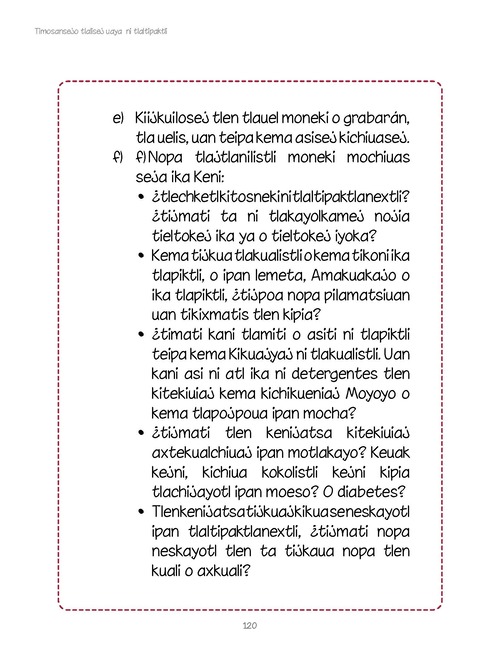 Timosansejo tlalisej uaya ni tlaltipaktli
e) Kiijkuilosej tlen tlauel moneki o grabarán,
tla uelis, uan teipa kema asisej kichiuasej.
f) f)Nopa tlajtlanilistli moneki mochiuas
seja ika Keni:
• ¿tlechketlkitosnekinitlaltipaktlanextli?
¿tijmati ta ni tlakayolkamej nojia
tieltokej ika ya o tieltokej iyoka?
• Kema tijkua tlakualistli o kema tikoni ika
tlapiktli, o ipan lemeta, Amakuakajo o
ika tlapiktli, ¿tijpoa nopa pilamatsiuan
uan tikixmatis tlen kipia?
• ¿timati kani tlamiti o asiti ni tlapiktli
teipa kema Kikuajyaj ni tlakualistli. Uan
kani asi ni atl ika ni detergentes tlen
kitekiuiaj kema kichikueniaj Moyoyo o
kema tlapojpoua ipan mocha?
• ¿tijmati tlen kenijatsa kitekiuiaj
axtekualchiuaj ipan motlakayo? Keuak
kejni, kichiua kokolistli kejni kipia
tlachijayotl ipan moeso? O diabetes?
• Tlenkenijatsatijkuajkikuaseneskayotl
ipan tlaltipaktlanextli, ¿tijmati nopa
neskayotl tlen ta tijkaua nopa tlen
kuali o axkuali?
120